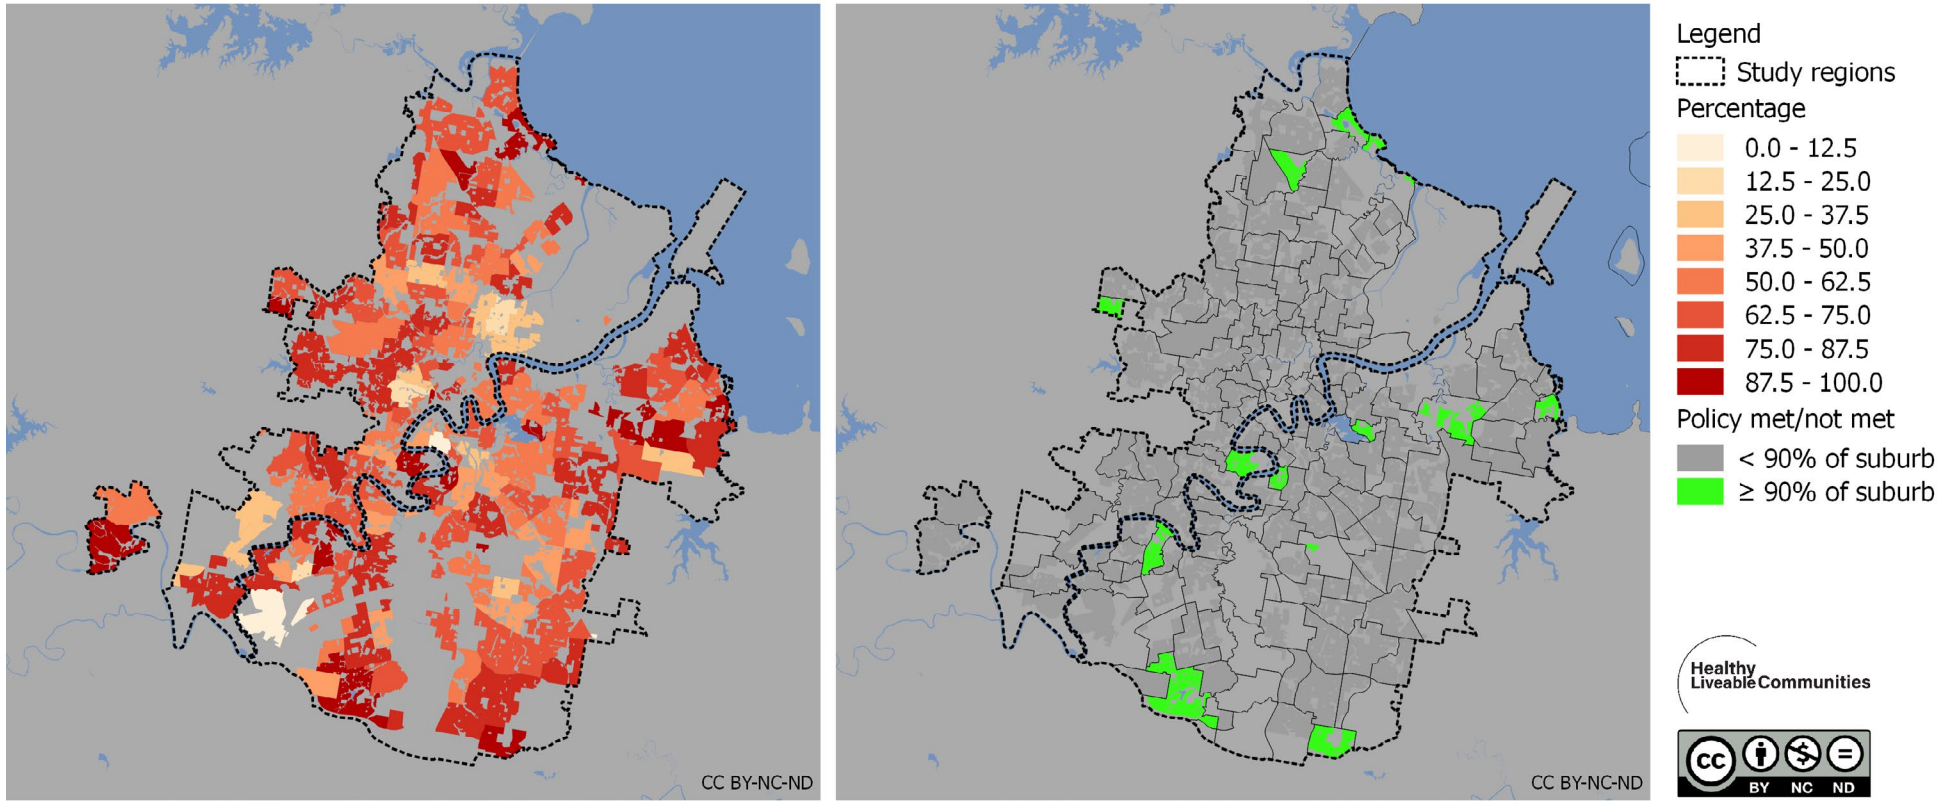 Legend
Study regions
Percentage
0.0 - 12.5
12.5 - 25.0
25.0 - 37.5
37.5 - 50.0
50.0 - 62.5
62.5 - 75.0
75.0 - 87.5
87.5 - 100.0
Policy met/not met
< 90% of suburb
≥ 90% of suburb
Healthy
Liveable Communities
CC BY-NC-ND
CC BY-NC-ND
cc
BY NC ND